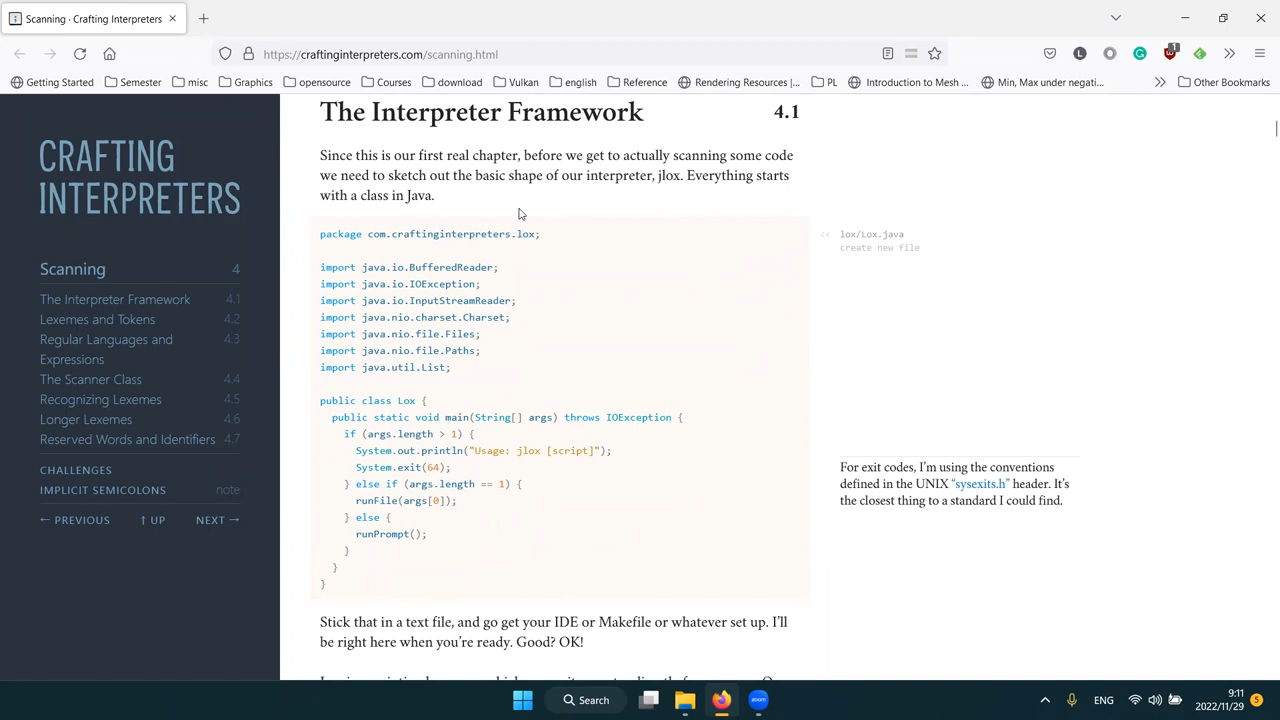 Scanning · Crafting Interpreters
https://craftinginterpreters.com/scanning.html
L
1
Getting Started
Semester
misc
Graphics
opensource
Courses
download
Vulkan
english
Reference
Rendering Resources |...
PL
Introduction to Mesh ...
Min, Max under negati...
Other Bookmarks
CRAFTING
INTERPRETERS
Scanning 4
The Interpreter Framework 4.1
Lexemes and Tokens 4.2
Regular Languages and 4.3
Expressions
The Scanner Class 4.4
Recognizing Lexemes 4.5
Longer Lexemes 4.6
Reserved Words and Identifiers 4.7
CHALLENGES
IMPLICIT SEMICOLONS note
← PREVIOUS ↑ UP NEXT →
The Interpreter Framework 4.1
Since this is our first real chapter, before we get to actually scanning some code
we need to sketch out the basic shape of our interpreter, jlox. Everything starts
with a class in Java.
package com.craftinginterpreters.lox;
import java.io.BufferedReader;
import java.io.IOException;
import java.io.InputStreamReader;
import java.nio.charset.Charset;
import java.nio.file.Files;
import java.nio.file.Paths;
import java.util.List;
public class Lox {
public static void main(String[] args) throws IOException {
if (args.length > 1) {
System.out.println("Usage: jlox [script]");
System.exit(64);
} else if (args.length == 1) {
runFile(args[0]);
} else {
runPrompt();
}
}
}
<< lox/Lox.java
create new file
For exit codes, I'm using the conventions
defined in the UNIX “sysexits.h” header. It's
the closest thing to a standard I could find.
Stick that in a text file, and go get your IDE or Makefile or whatever set up. I'll
be right here when you're ready. Good? OK!
Search
zoom
ENG
9:11
2022/11/29
5